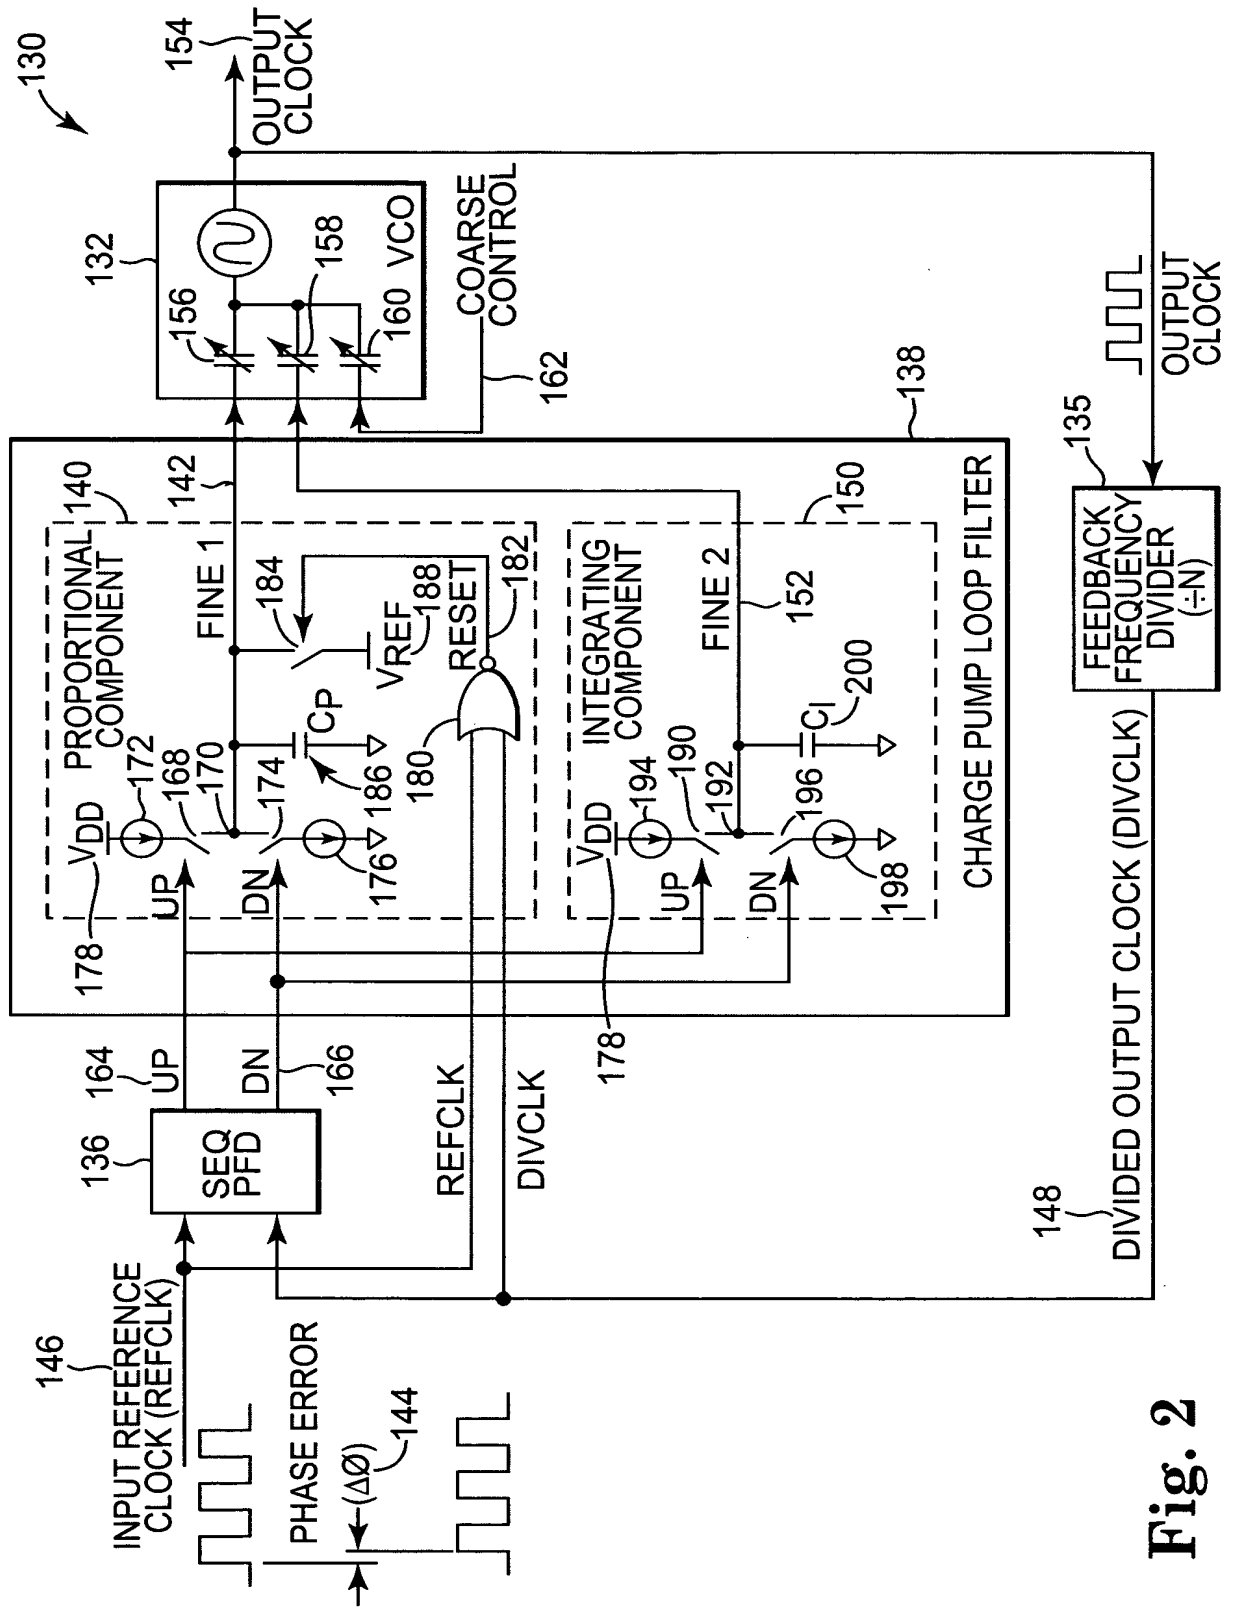 130
132
154
OUTPUT
CLOCK
156
158
160
VCO
COARSE
CONTROL
162
138
140
PROPORTIONAL
COMPONENT
142
FINE 1
184
VREF
188
RESET
182
VDD
178
172
168
170
174
176
CP
186
180
UP
DN
150
INTEGRATING
COMPONENT
FINE 2
152
VDD
178
194
190
192
196
198
CI
200
UP
DN
CHARGE PUMP LOOP FILTER
164
UP
DN
166
136
SEQ
PFD
REFCLK
DIVCLK
146
INPUT REFERENCE
CLOCK (REFCLK)
PHASE ERROR
(ΔØ)
144
OUTPUT
CLOCK
135
FEEDBACK
FREQUENCY
DIVIDER
(÷N)
148
DIVIDED OUTPUT CLOCK (DIVCLK)
Fig. 2